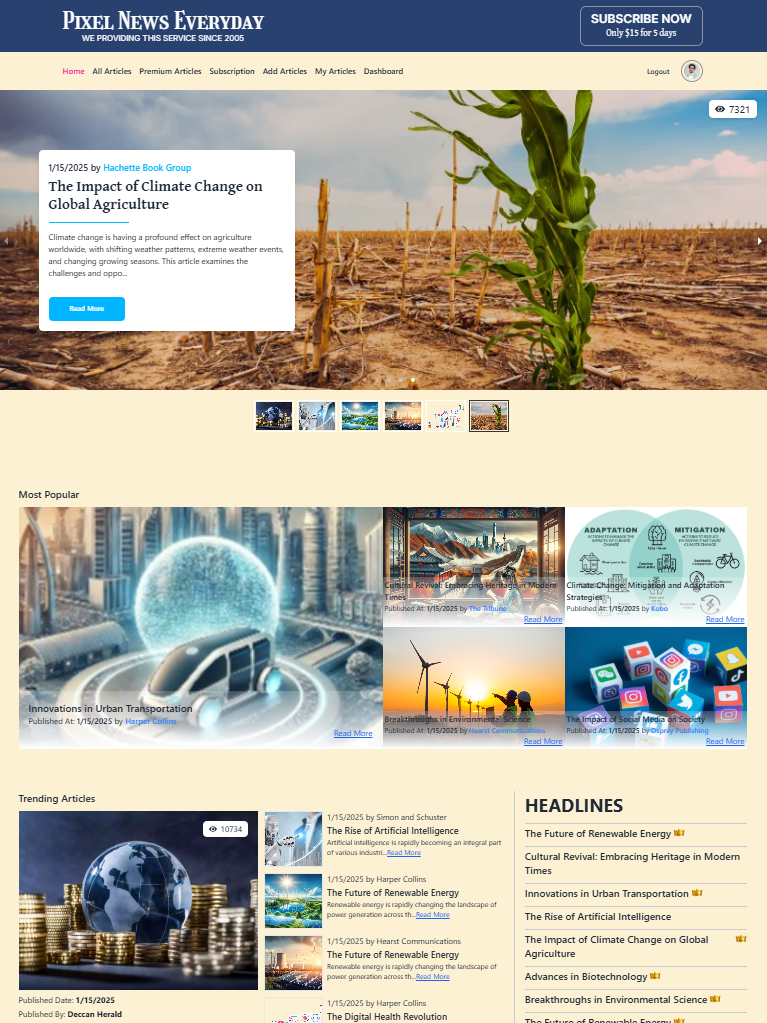 Pixel News Everyday
WE PROVIDING THIS SERVICE SINCE 2005
SUBSCRIBE NOW
Only $15 for 5 days
Home All Articles Premium Articles Subscription Add Articles My Articles Dashboard
Logout
7321
1/15/2025 by Hachette Book Group
The Impact of Climate Change on
Global Agriculture
Climate change is having a profound effect on agriculture
worldwide, with shifting weather patterns, extreme weather events,
and changing growing seasons. This article examines the
challenges and oppo...
Read More
Most Popular
Innovations in Urban Transportation
Published At: 1/15/2025 by Harper Collins
Read More
Cultural Revival: Embracing Heritage in Modern
Times
Published At: 1/15/2025 by The Tribune
Read More
ADAPTATION
MITIGATION
Climate Change: Mitigation and Adaptation
Strategies
Published At: 1/15/2025 by Kobo
Read More
Breakthroughs in Environmental Science
Published At: 1/15/2025 by Hearst Communications
Read More
The Impact of Social Media on Society
Published At: 1/15/2025 by Osprey Publishing
Read More
Trending Articles
10734
Published Date: 1/15/2025
Published By: Deccan Herald
1/15/2025 by Simon and Schuster
The Rise of Artificial Intelligence
Artificial intelligence is rapidly becoming an integral part
of various industri...Read More
1/15/2025 by Harper Collins
The Future of Renewable Energy
Renewable energy is rapidly changing the landscape of
power generation across th...Read More
1/15/2025 by Hearst Communications
The Future of Renewable Energy
Renewable energy is rapidly changing the landscape of
power generation across th...Read More
1/15/2025 by Harper Collins
The Digital Health Revolution
HEADLINES
The Future of Renewable Energy
Cultural Revival: Embracing Heritage in Modern
Times
Innovations in Urban Transportation
The Rise of Artificial Intelligence
The Impact of Climate Change on Global
Agriculture
Advances in Biotechnology
Breakthroughs in Environmental Science
The Future of Renewable Energy